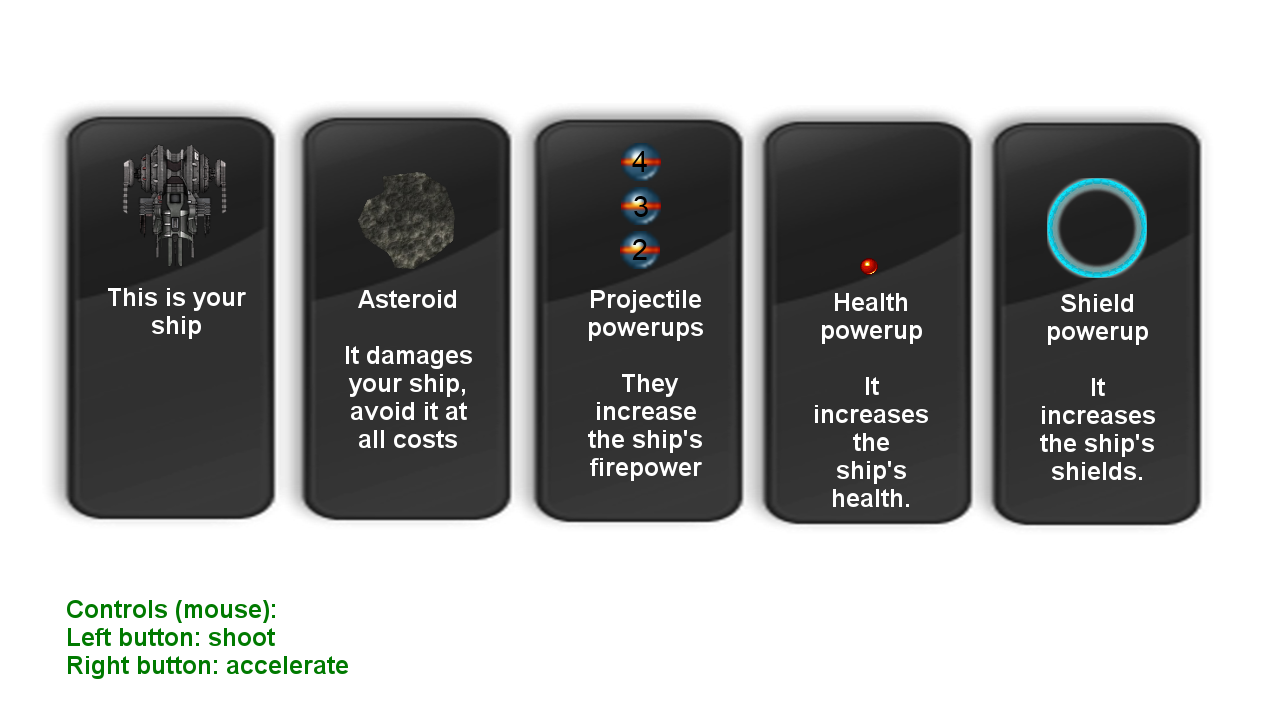 This is your
ship
Asteroid
It damages
your ship,
avoid it at
all costs
4
3
2
Projectile
powerups
They
increase
the ship's
firepower
Health
powerup
It
increases
the
ship's
health.
Shield
powerup
It
increases
the ship's
shields.
Controls (mouse):
Left button: shoot
Right button: accelerate